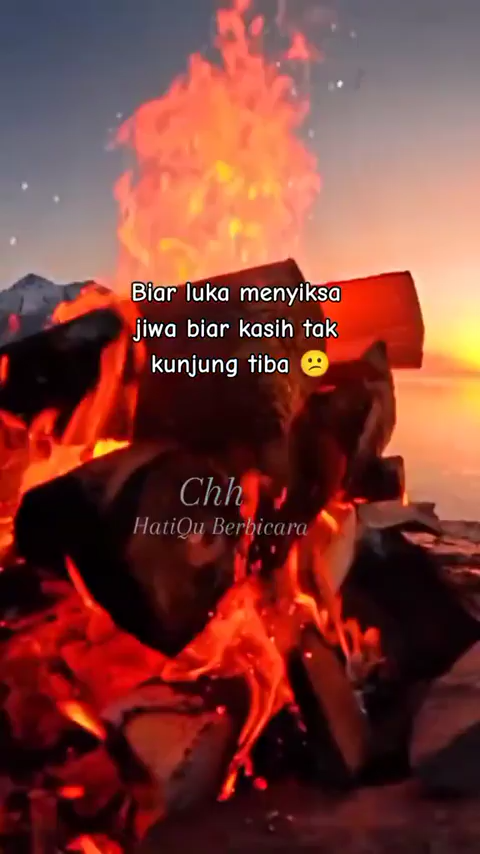 Biar luka menyiksa
jiwa biar kasih tak
kunjung tiba 😕
Chh
HatiQu Berbicara